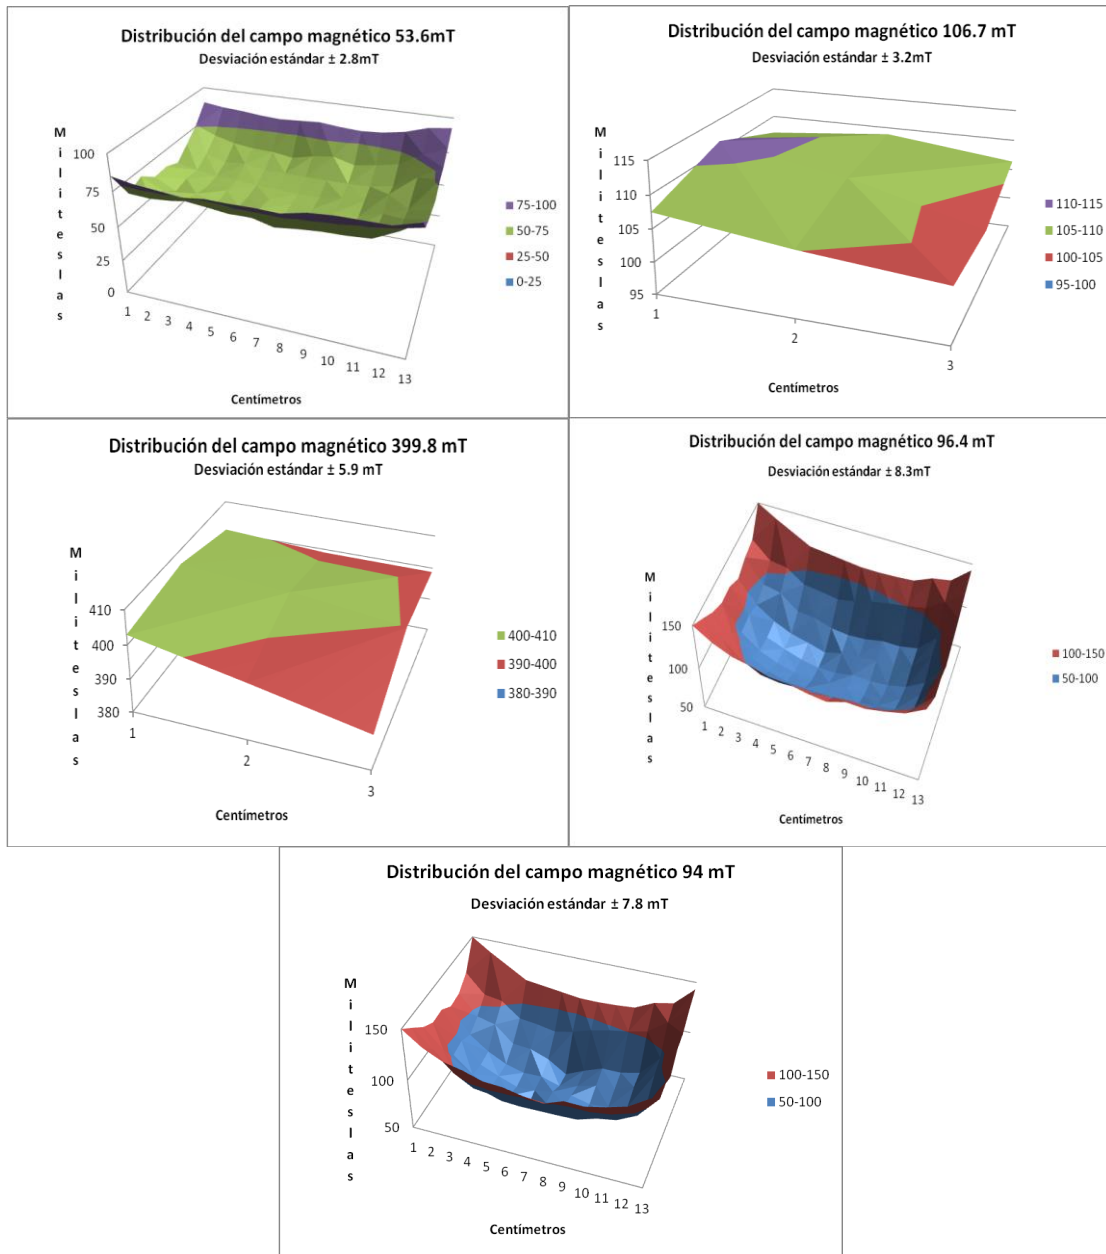 Distribución del campo magnético 53.6mT
Desviación estándar ± 2.8mT
Militeslas
100
75
50
25
0
1 2 3 4 5 6 7 8 9 10 11 12 13
Centímetros
75-100
50-75
25-50
0-25
Distribución del campo magnético 106.7 mT
Desviación estándar ± 3.2mT
Militeslas
115
110
105
100
95
1 2 3
Centímetros
110-115
105-110
100-105
95-100
Distribución del campo magnético 399.8 mT
Desviación estándar ± 5.9 mT
Militeslas
410
400
390
380
1 2 3
Centímetros
400-410
390-400
380-390
Distribución del campo magnético 96.4 mT
Desviación estándar ± 8.3mT
Militeslas
150
100
50
1 2 3 4 5 6 7 8 9 10 11 12 13
Centímetros
100-150
50-100
Distribución del campo magnético 94 mT
Desviación estándar ± 7.8 mT
Militeslas
150
100
50
1 2 3 4 5 6 7 8 9 10 11 12 13
Centímetros
100-150
50-100